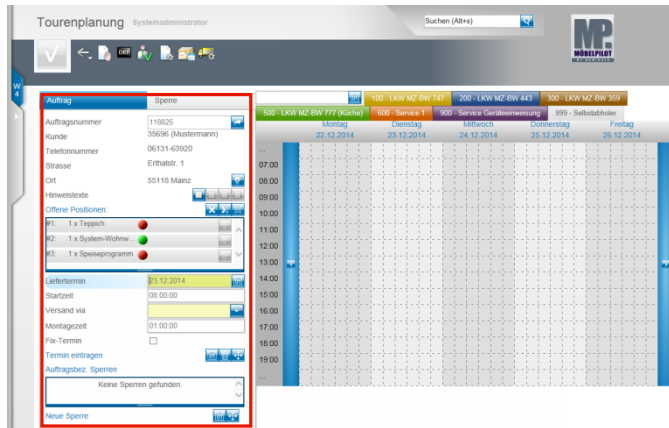 Tourenplanung Systemadministrator
Suchen (Alt+s)
MP
MÖBELPILOT
DEF
W
4
Auftrag Sperre
Auftragsnummer 118825
Kunde 35696 (Mustermann)
Telefonnummer 06131-63920
Strasse Erthalstr. 1
Ort 55118 Mainz
Hinweistexte
Offene Positionen:
#1: 1 x Teppich
#2: 1 x System-Wohnw...
#3: 1 x Speiseprogramm
Liefertermin 23.12.2014
Startzeit 08:00:00
Versand via
Montagezeit 01:00:00
Fix-Termin
Termin eintragen
Auftragsbez. Sperren
Keine Sperren gefunden.
Neue Sperre
100 - LKW MZ-BW 747 200 - LKW MZ-BW 443 300 - LKW MZ-BW 369
500 - LKW MZ-BW 777 (Küche) 600 - Service 1 900 - Service Geräteeinweisung 999 - Selbstabholer
Montag Dienstag Mittwoch Donnerstag Freitag
22.12.2014 23.12.2014 24.12.2014 25.12.2014 26.12.2014
...
07:00
08:00
09:00
10:00
11:00
12:00
13:00
14:00
15:00
16:00
17:00
18:00
19:00
...